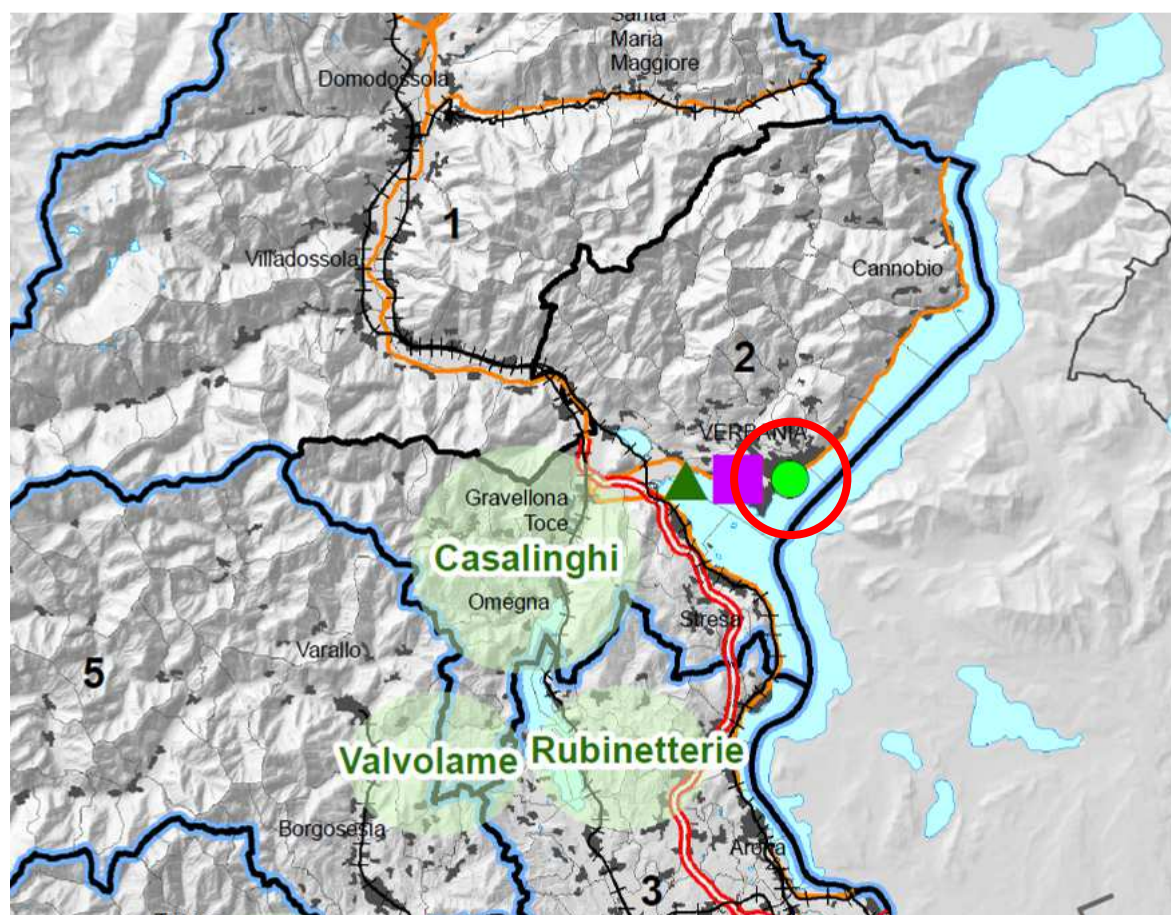 Santa
Maria
Maggiore
Domodossola
1
Villadossola
Cannobio
2
VERBANIA
Gravellona
Toce
Casalinghi
Omegna
Stresa
Varallo
5
Valvolame
Rubinetterie
Borgosesia
Arona
3